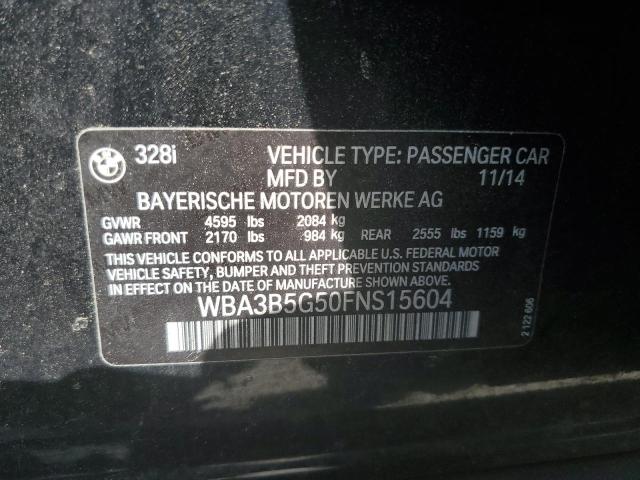 BMW
328i VEHICLE TYPE: PASSENGER CAR
MFD BY 11/14
BAYERISCHE MOTOREN WERKE AG
GVWR 4595 lbs 2084 kg
GAWR FRONT 2170 lbs 984 kg REAR 2555 lbs 1159 kg
THIS VEHICLE CONFORMS TO ALL APPLICABLE U.S. FEDERAL MOTOR
VEHICLE SAFETY, BUMPER AND THEFT PREVENTION STANDARDS
IN EFFECT ON THE DATE OF MANUFACTURE SHOWN ABOVE.
WBA3B5G50FNS15604
2 122 606